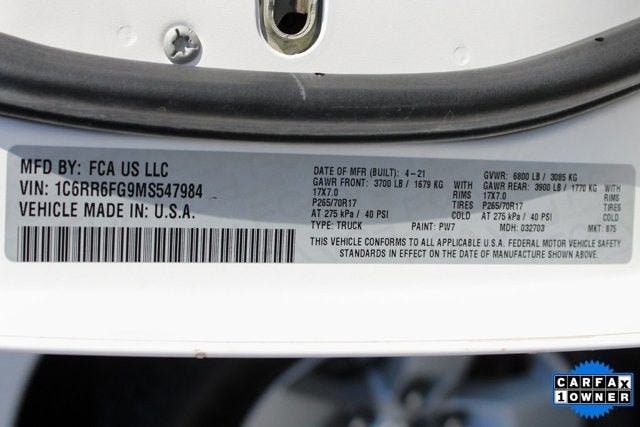 MFD BY: FCA US LLC
VIN: 1C6RR6FG9MS547984
VEHICLE MADE IN: U.S.A.
DATE OF MFR (BUILT): 4-21 GVWR: 6800 LB / 3085 KG
GAWR FRONT: 3700 LB / 1679 KG WITH GAWR REAR: 3900 LB / 1770 KG WITH
17X7.0 RIMS 17X7.0 RIMS
P265/70R17 TIRES P265/70R17 TIRES
AT 275 kPa / 40 PSI COLD AT 275 kPa / 40 PSI COLD
TYPE: TRUCK PAINT: PW7 MDH: 032703 MKT: 875
THIS VEHICLE CONFORMS TO ALL APPLICABLE U.S.A. FEDERAL MOTOR VEHICLE SAFETY
STANDARDS IN EFFECT ON THE DATE OF MANUFACTURE SHOWN ABOVE.
CARFAX
1 OWNER